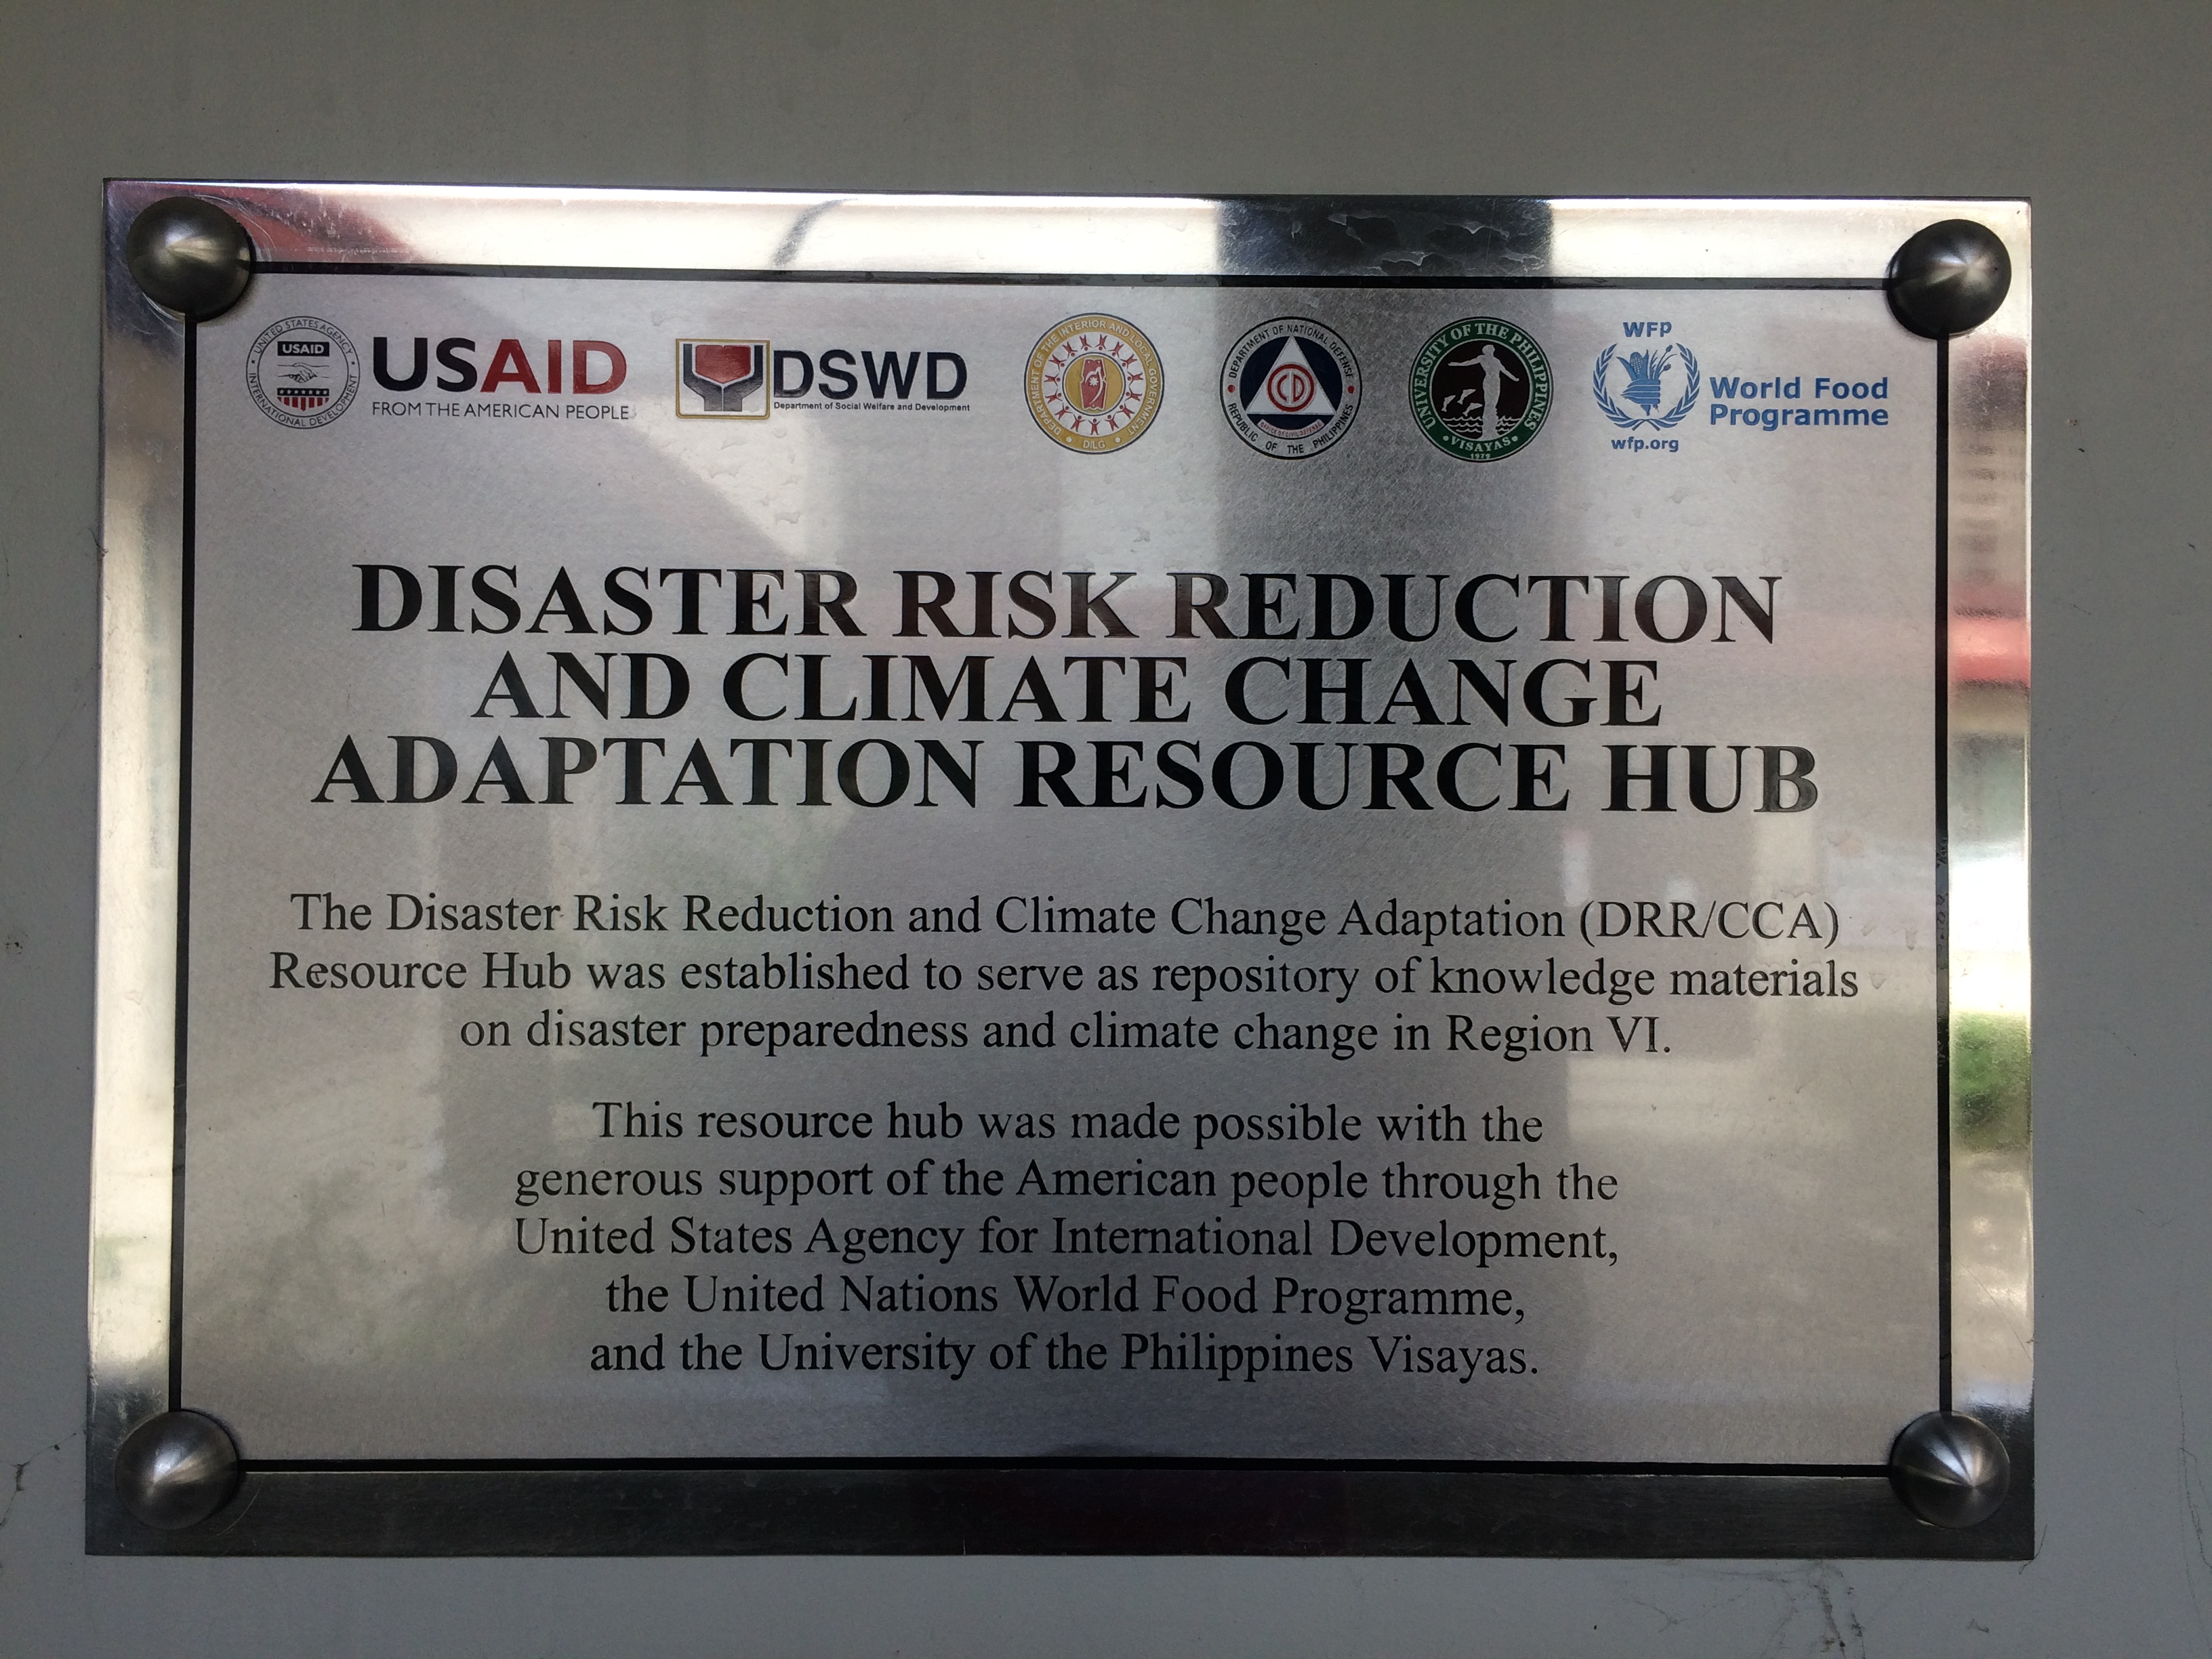 UNITED STATES AGENCY
USAID
INTERNATIONAL DEVELOPMENT
USAID
FROM THE AMERICAN PEOPLE
DSWD
Department of Social Welfare and Development
DEPARTMENT OF THE INTERIOR AND LOCAL GOVERNMENT
DILG
DEPARTMENT OF NATIONAL DEFENSE
CD
OFFICE OF CIVIL DEFENSE
REPUBLIC OF THE PHILIPPINES
UNIVERSITY OF THE PHILIPPINES
VISAYAS
1979
WFP
wfp.org
World Food
Programme
DISASTER RISK REDUCTION
AND CLIMATE CHANGE
ADAPTATION RESOURCE HUB
The Disaster Risk Reduction and Climate Change Adaptation (DRR/CCA)
Resource Hub was established to serve as repository of knowledge materials
on disaster preparedness and climate change in Region VI.
This resource hub was made possible with the
generous support of the American people through the
United States Agency for International Development,
the United Nations World Food Programme,
and the University of the Philippines Visayas.